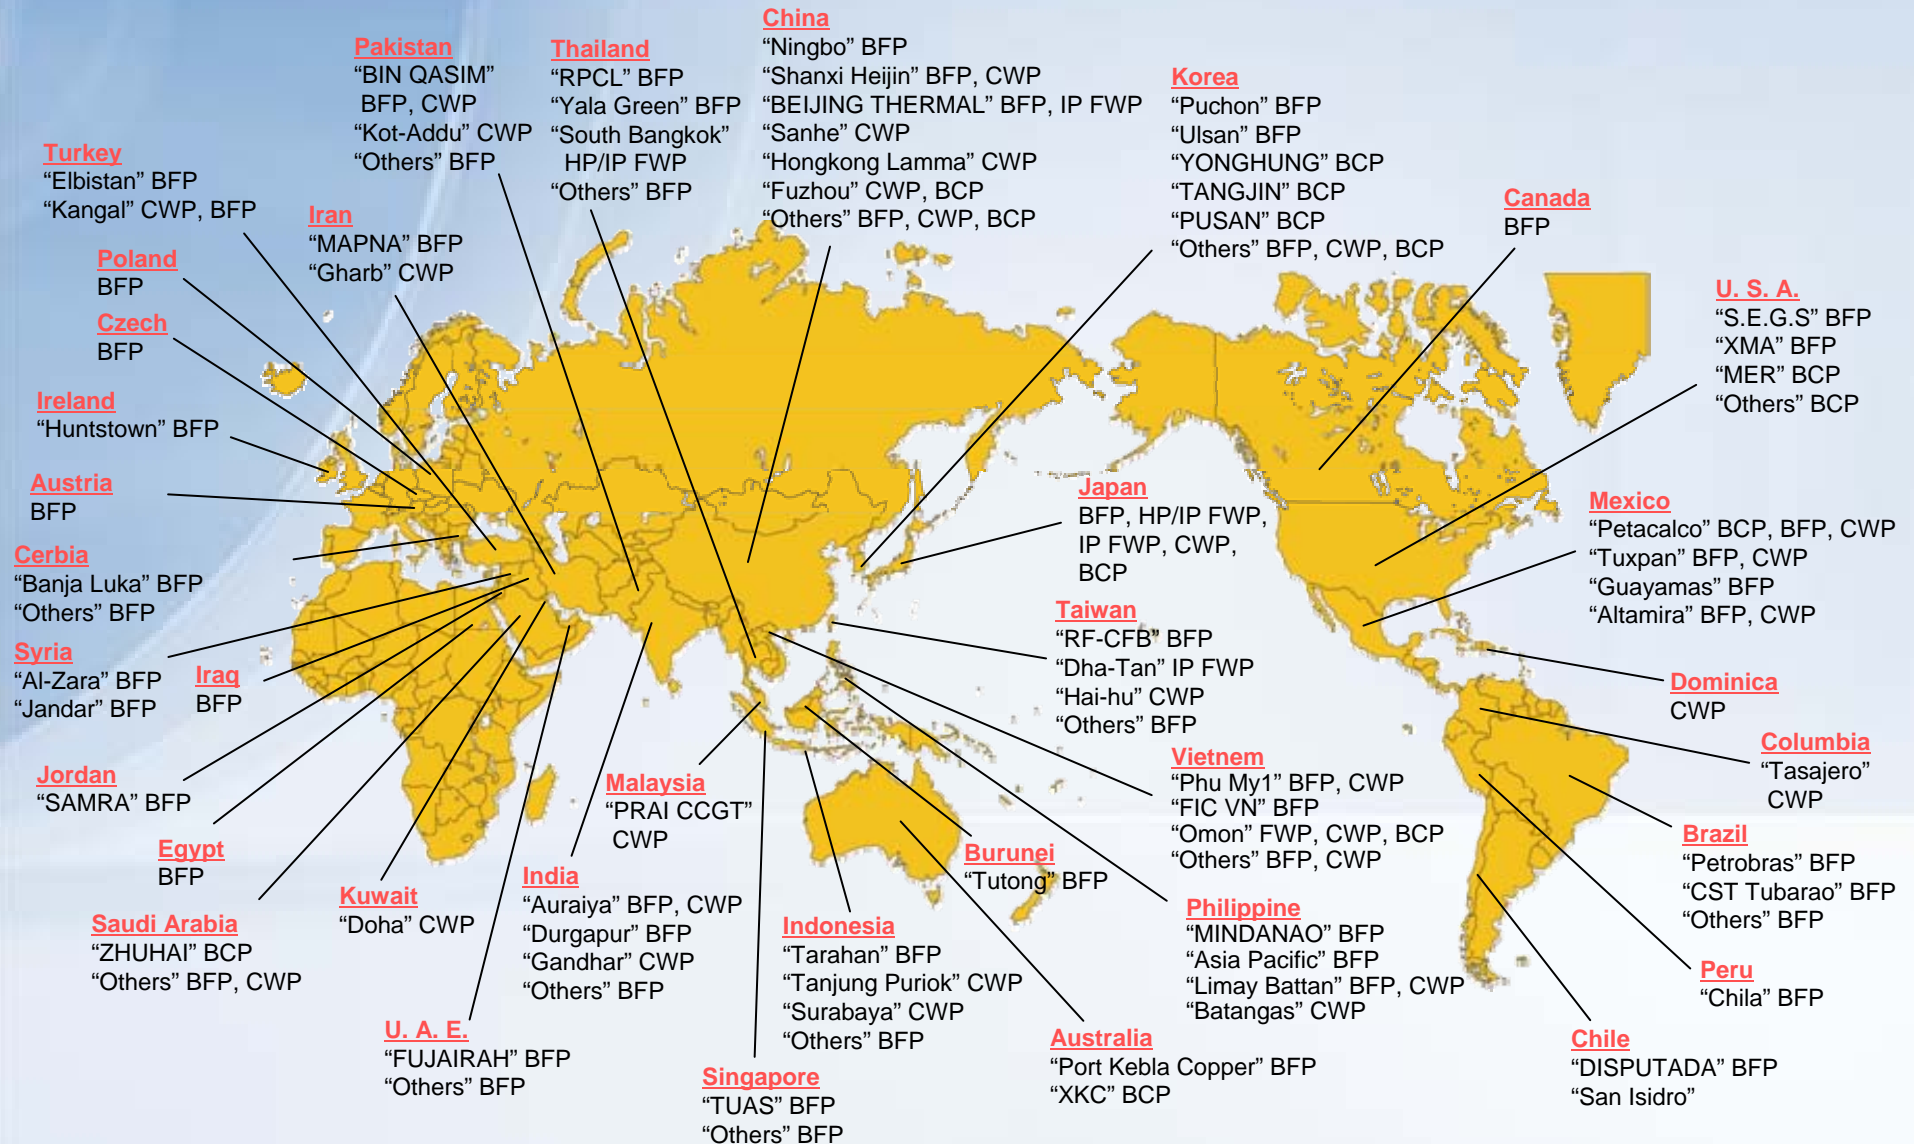 China
“Ningbo” BFP
“Shanxi Heijin” BFP, CWP
“BEIJING THERMAL” BFP, IP FWP
“Sanhe” CWP
“Hongkong Lamma” CWP
“Fuzhou” CWP, BCP
“Others” BFP, CWP, BCP
Pakistan
“BIN QASIM”
BFP, CWP
“Kot-Addu” CWP
“Others” BFP
Thailand
“RPCL” BFP
“Yala Green” BFP
“South Bangkok”
HP/IP FWP
“Others” BFP
Korea
“Puchon” BFP
“Ulsan” BFP
“YONGHUNG” BCP
“TANGJIN” BCP
“PUSAN” BCP
“Others” BFP, CWP, BCP
Turkey
“Elbistan” BFP
“Kangal” CWP, BFP
Iran
“MAPNA” BFP
“Gharb” CWP
Canada
BFP
Poland
BFP
Czech
BFP
U. S. A.
“S.E.G.S” BFP
“XMA” BFP
“MER” BCP
“Others” BCP
Ireland
“Huntstown” BFP
Austria
BFP
Japan
BFP, HP/IP FWP,
IP FWP, CWP,
BCP
Mexico
“Petacalco” BCP, BFP, CWP
“Tuxpan” BFP, CWP
“Guayamas” BFP
“Altamira” BFP, CWP
Cerbia
“Banja Luka” BFP
“Others” BFP
Taiwan
“RF-CFB” BFP
“Dha-Tan” IP FWP
“Hai-hu” CWP
“Others” BFP
Syria
“Al-Zara” BFP
“Jandar” BFP
Iraq
BFP
Dominica
CWP
Columbia
“Tasajero”
CWP
Jordan
“SAMRA” BFP
Malaysia
“PRAI CCGT”
CWP
Vietnem
“Phu My1” BFP, CWP
“FIC VN” BFP
“Omon” FWP, CWP, BCP
“Others” BFP, CWP
Brazil
“Petrobras” BFP
“CST Tubarao” BFP
“Others” BFP
Egypt
BFP
Burunei
“Tutong” BFP
Kuwait
“Doha” CWP
India
“Auraiya” BFP, CWP
“Durgapur” BFP
“Gandhar” CWP
“Others” BFP
Saudi Arabia
“ZHUHAI” BCP
“Others” BFP, CWP
Indonesia
“Tarahan” BFP
“Tanjung Puriok” CWP
“Surabaya” CWP
“Others” BFP
Philippine
“MINDANAO” BFP
“Asia Pacific” BFP
“Limay Battan” BFP, CWP
“Batangas” CWP
Peru
“Chila” BFP
U. A. E.
“FUJAIRAH” BFP
“Others” BFP
Australia
“Port Kebla Copper” BFP
“XKC” BCP
Chile
“DISPUTADA” BFP
“San Isidro”
Singapore
“TUAS” BFP
“Others” BFP